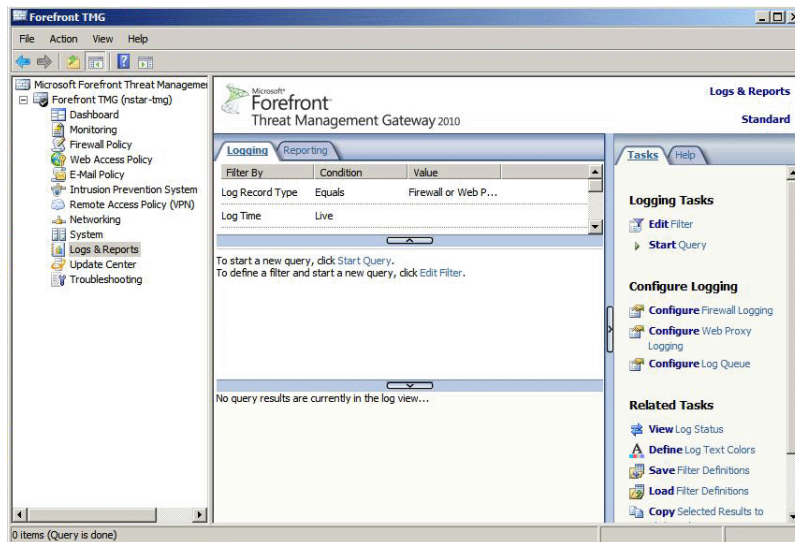 Forefront TMG
File Action View Help
Microsoft Forefront Threat Managemen
Forefront TMG (nstar-tmg)
Dashboard
Monitoring
Firewall Policy
Web Access Policy
E-Mail Policy
Intrusion Prevention System
Remote Access Policy (VPN)
Networking
System
Logs & Reports
Update Center
Troubleshooting
Microsoft®
Forefront™
Threat Management Gateway 2010
Logs & Reports
Standard
Logging Reporting
Filter By Condition Value
Log Record Type Equals Firewall or Web P...
Log Time Live
To start a new query, click Start Query.
To define a filter and start a new query, click Edit Filter.
No query results are currently in the log view...
Tasks Help
Logging Tasks
Edit Filter
Start Query
Configure Logging
Configure Firewall Logging
Configure Web Proxy
Logging
Configure Log Queue
Related Tasks
View Log Status
Define Log Text Colors
Save Filter Definitions
Load Filter Definitions
Copy Selected Results to
0 items (Query is done)